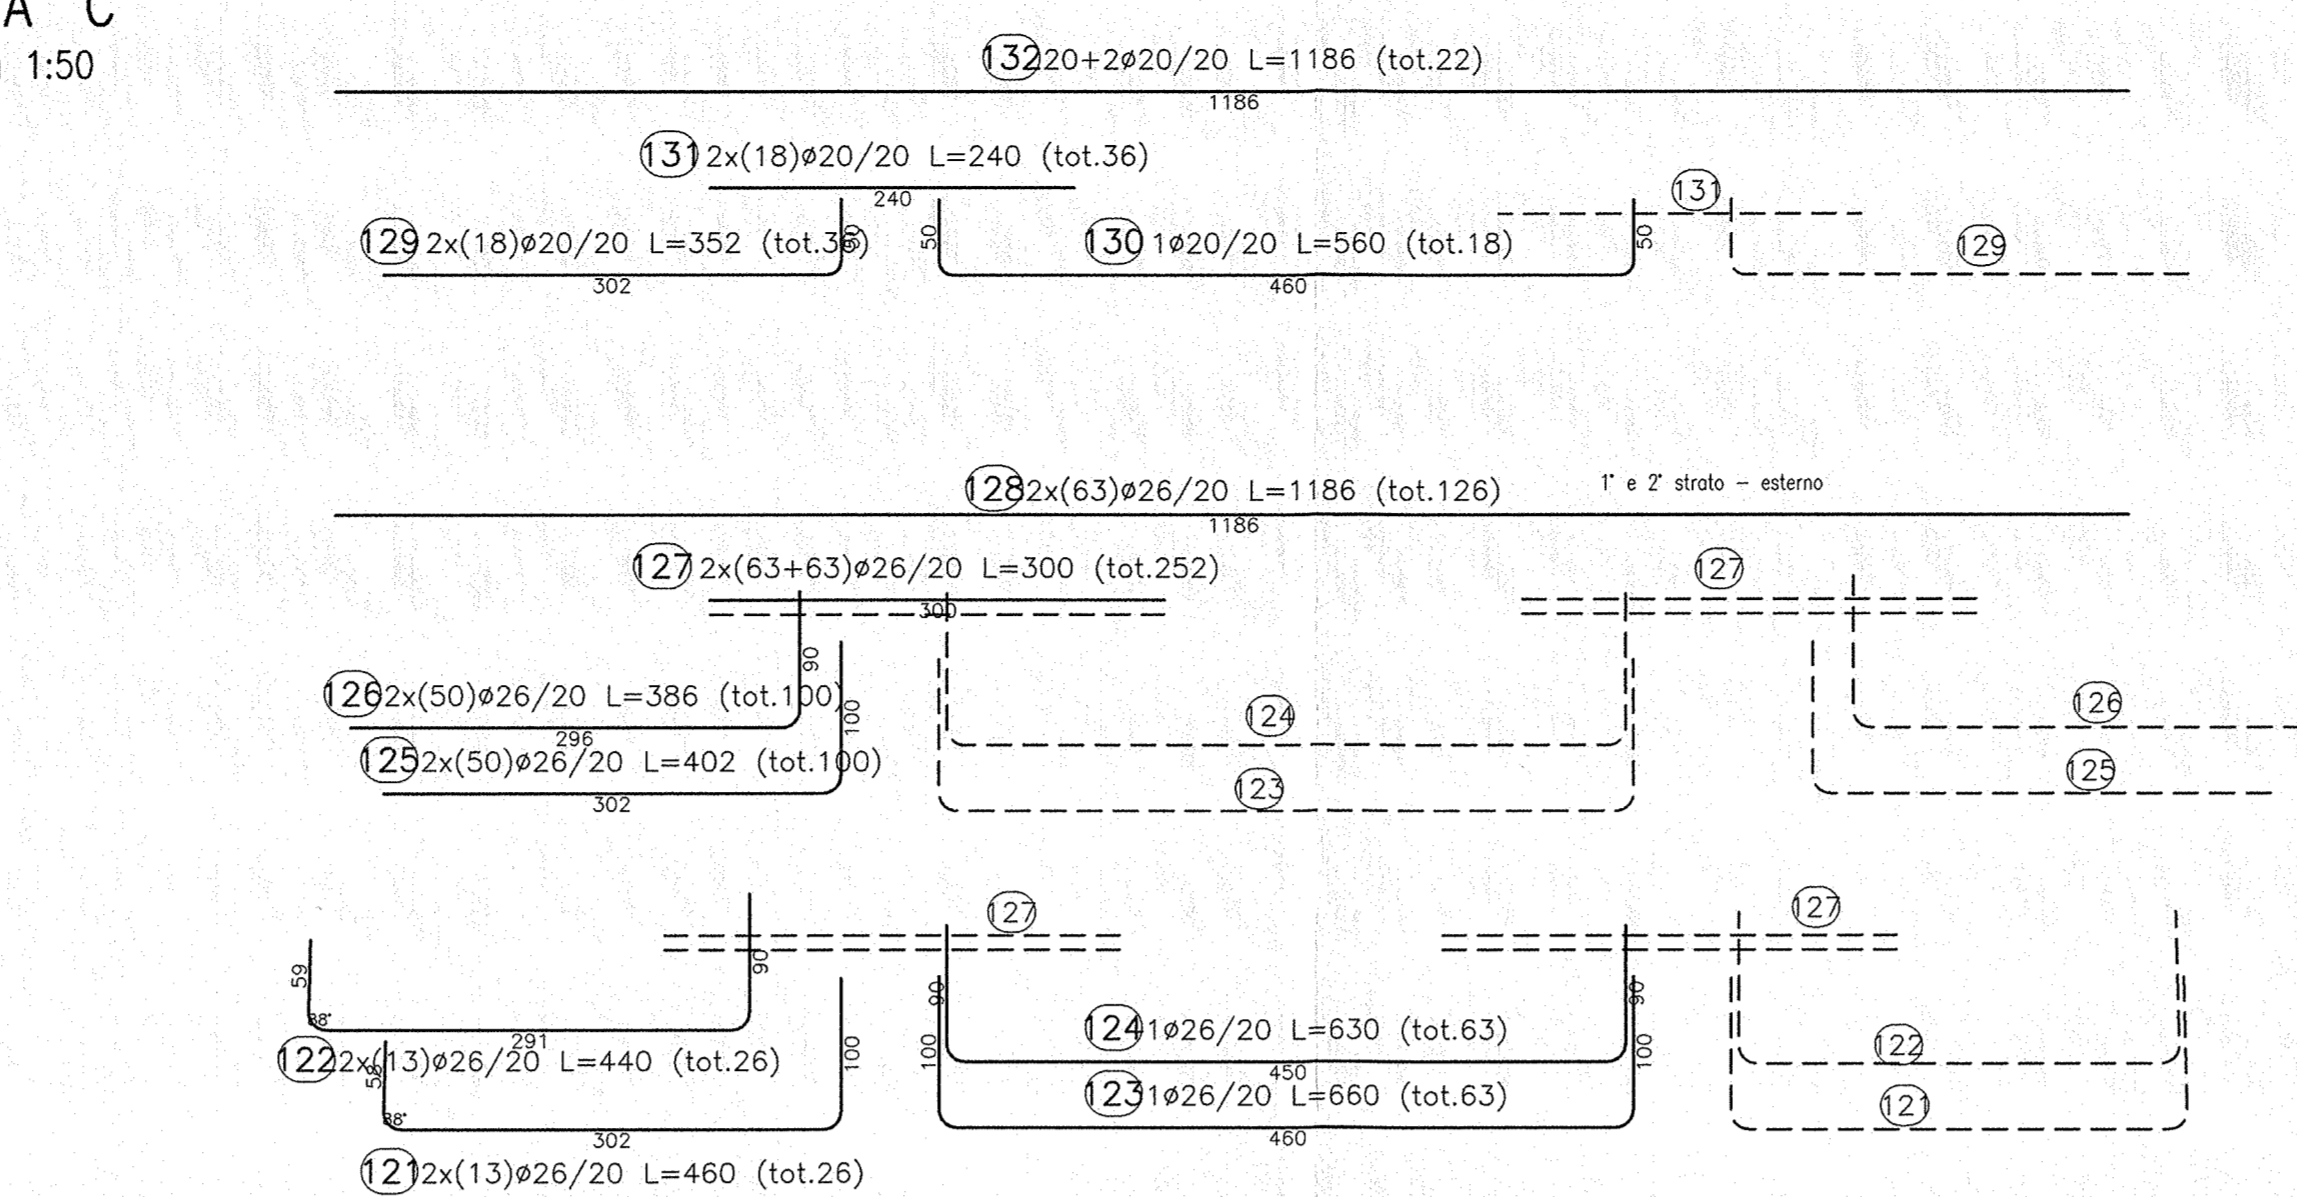 A C
1:50
132 20+2ø20/20 L=1186 (tot.22)
1186
131 2x(18)ø20/20 L=240 (tot.36)
240
131
129 2x(18)ø20/20 L=352 (tot.36)
50
130 1ø20/20 L=560 (tot.18)
50
129
302
460
128 2x(63)ø26/20 L=1186 (tot.126)
1° e 2° strato - esterno
1186
127 2x(63+63)ø26/20 L=300 (tot.252)
127
300
90
126 2x(50)ø26/20 L=386 (tot.100)
100
124
126
296
125 2x(50)ø26/20 L=402 (tot.100)
123
125
302
127
127
59
90
90
90
88°
291
124 1ø26/20 L=630 (tot.63)
122
122 2x(13)ø26/20 L=440 (tot.26)
100
100
100
450
88°
123 1ø26/20 L=660 (tot.63)
121
302
460
121 2x(13)ø26/20 L=460 (tot.26)